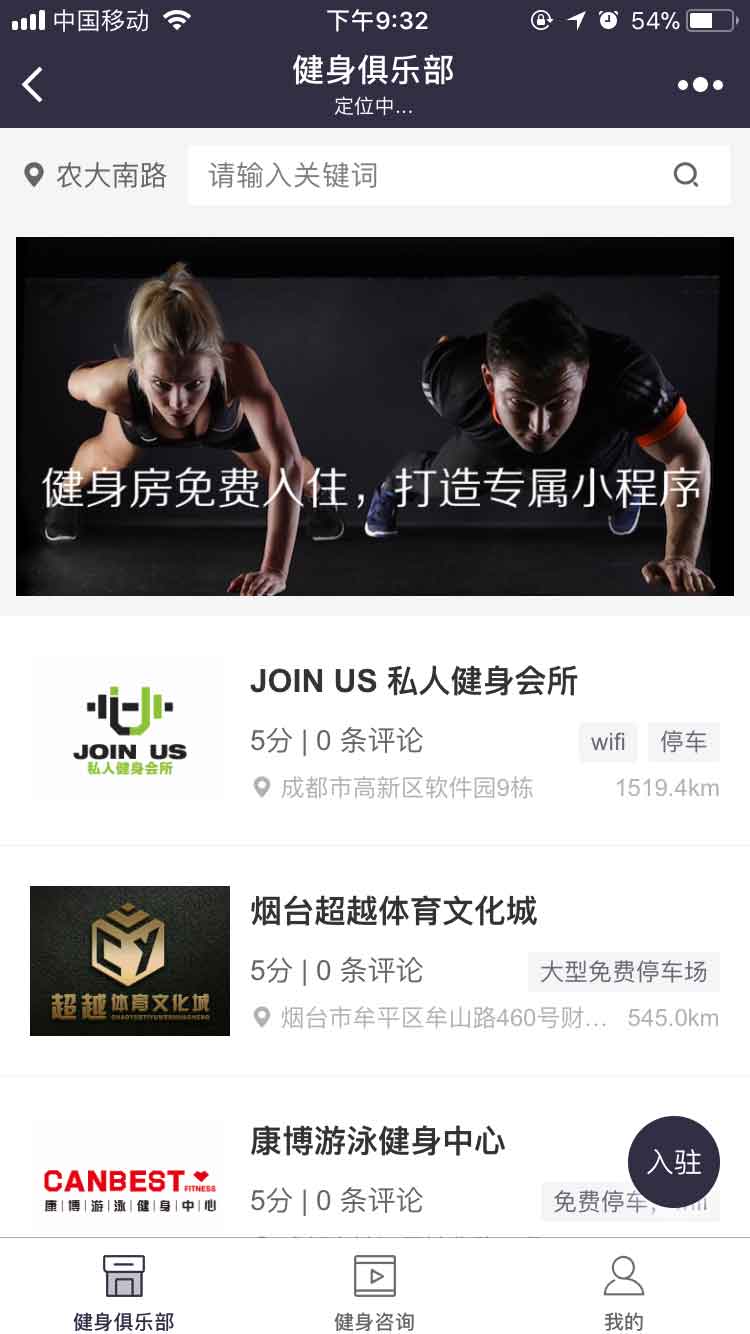 中国移动
下午9:32
54%
健身俱乐部
定位中...
农大南路
请输入关键词
健身房免费入住，打造专属小程序
JOIN US
私人健身会所
JOIN US 私人健身会所
5分 | 0 条评论
wifi
停车
成都市高新区软件园9栋
1519.4km
超越体育文化城
烟台超越体育文化城
5分 | 0 条评论
大型免费停车场
烟台市牟平区牟山路460号财...
545.0km
CANBEST
FITNESS
康|博|游|泳|健|身|中|心
康博游泳健身中心
5分 | 0 条评论
免费停车，
入驻
健身俱乐部
健身咨询
我的